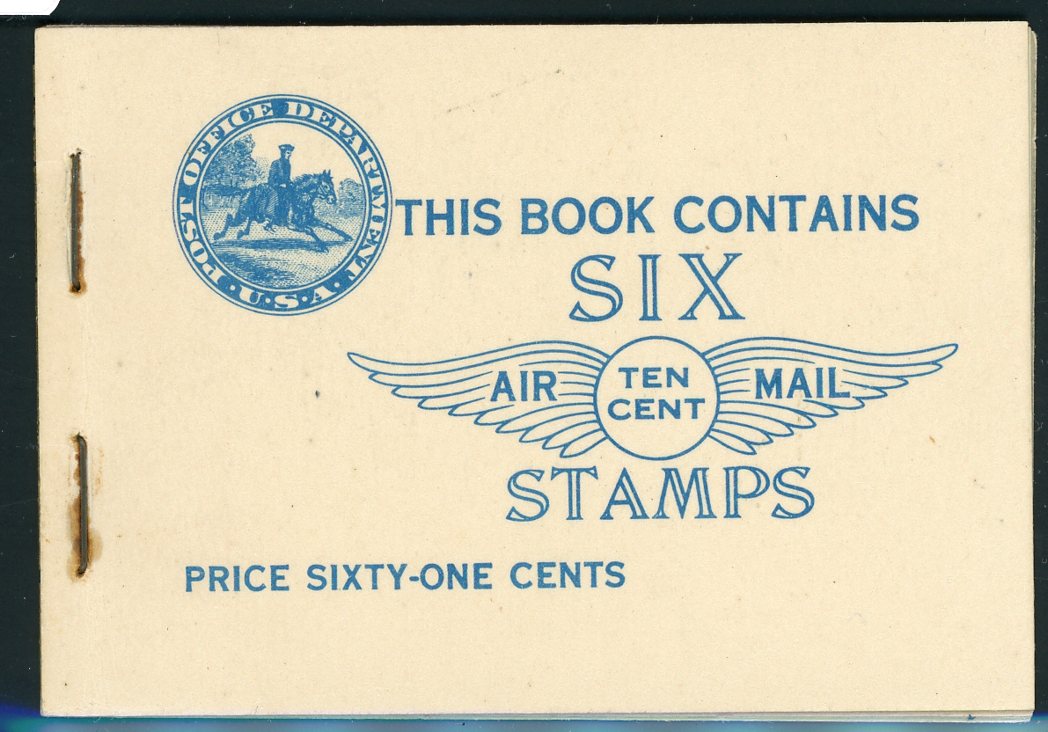 POST OFFICE DEPARTMENT
U.S.A.
THIS BOOK CONTAINS
SIX
AIR TEN MAIL
CENT
STAMPS
PRICE SIXTY-ONE CENTS